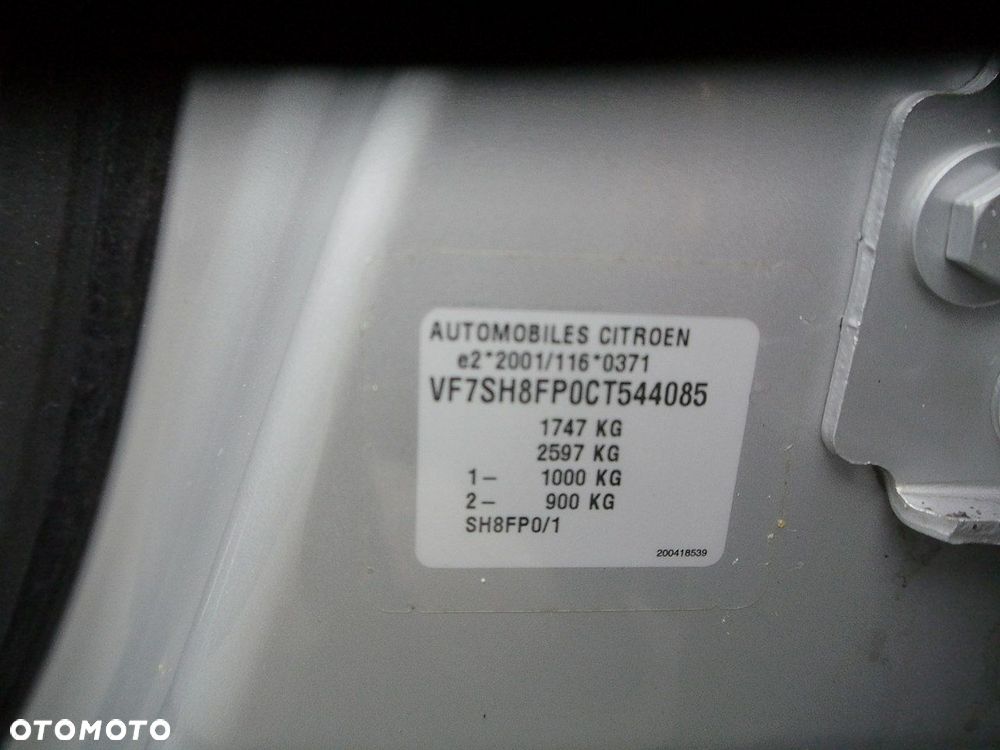 AUTOMOBILES CITROEN
e2*2001/116*0371
VF7SH8FP0CT544085
1747 KG
2597 KG
1– 1000 KG
2– 900 KG
SH8FP0/1
200418539
OTOMOTO